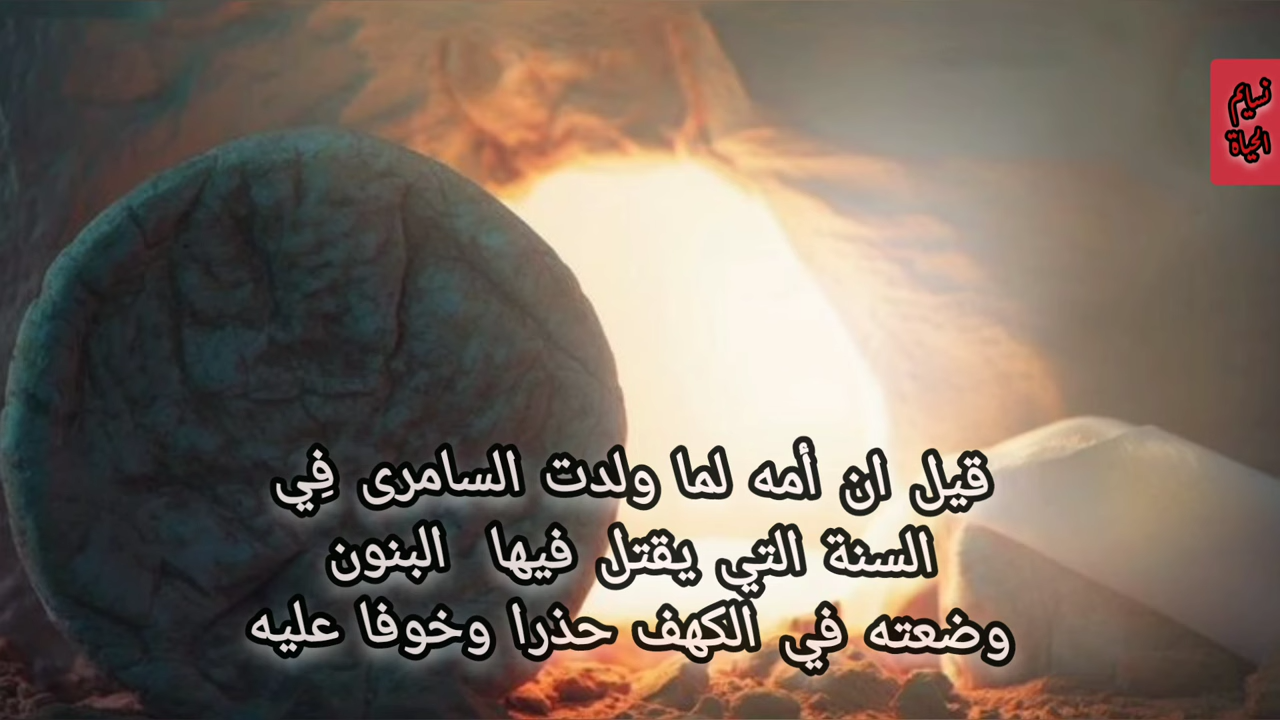 نسايم
الحياة
قيل ان أمه لما ولدت السامرى فِي
السنة التي يقتل فيها البنون
وضعته في الكهف حذرا وخوفا عليه